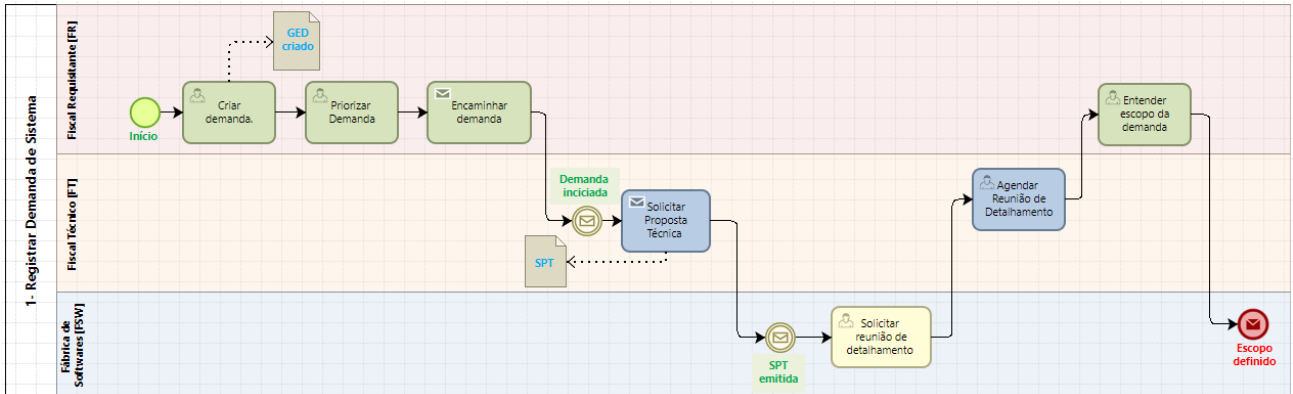 1- Registrar Demanda de Sistema
Fiscal Requisitante [FR]
GED
criado
Início
Criar
demanda.
Priorizar
Demanda
Encaminhar
demanda
Entender
escopo da
demanda
Fiscal Técnico [FT]
Demanda
inciciada
Solicitar
Proposta
Técnica
SPT
Agendar
Reunião de
Detalhamento
Fábrica de
Softwares [FSW]
SPT
emitida
Solicitar
reunião de
detalhamento
Escopo
definido